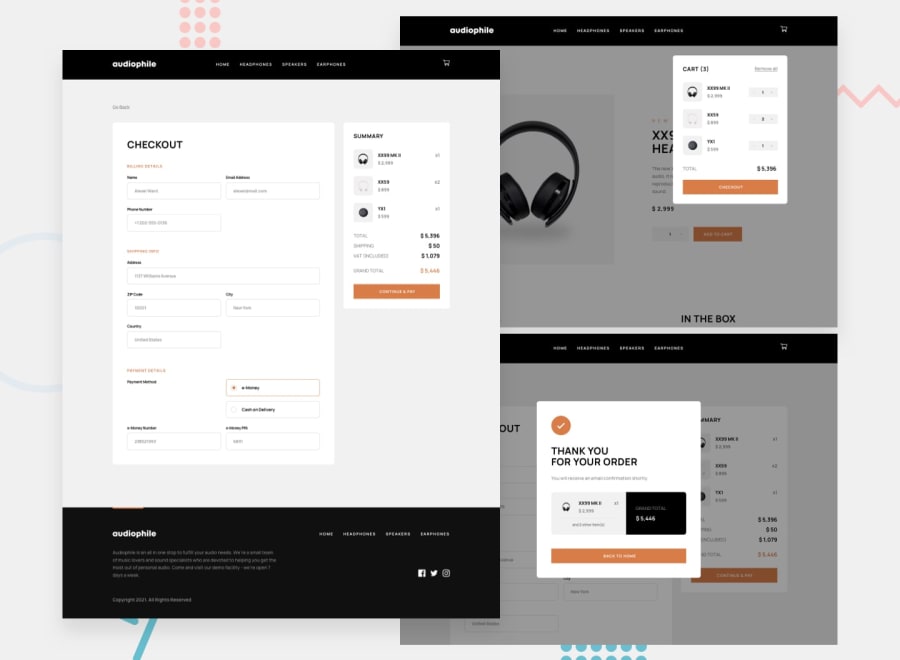 audiophile
HOME HEADPHONES SPEAKERS EARPHONES
Go Back
CHECKOUT
BILLING DETAILS
Name
Email Address
Alexei Ward
alexei@mail.com
Phone Number
+1 202-555-0136
SHIPPING INFO
Address
1137 Williams Avenue
ZIP Code
City
10001
New York
Country
United States
PAYMENT DETAILS
Payment Method
e-Money
Cash on Delivery
e-Money Number
e-Money PIN
238521993
6891
SUMMARY
XX99 MK II
x1
$ 2,999
XX59
x2
$ 899
YX1
x1
$ 599
TOTAL
$ 5,396
SHIPPING
$ 50
VAT (INCLUDED)
$ 1,079
GRAND TOTAL
$ 5,446
CONTINUE & PAY
audiophile
HOME HEADPHONES SPEAKERS EARPHONES
Audiophile is an all in one stop to fulfill your audio needs. We're a small team
of music lovers and sound specialists who are devoted to helping you get the
most out of personal audio. Come and visit our demo facility - we're open 7
days a week.
Copyright 2021. All Rights Reserved
audiophile
HOME HEADPHONES SPEAKERS EARPHONES
CART (3)
Remove all
XX99 MK II
$ 2,999
- 1 +
XX59
$ 899
- 2 +
YX1
$ 599
- 1 +
TOTAL
$ 5,396
CHECKOUT
NEW
XX9
HEA
The new
sound.
$ 2,999
- 1 +
ADD TO CART
IN THE BOX
HOME HEADPHONES SPEAKERS EARPHONES
OUT
THANK YOU
FOR YOUR ORDER
You will receive an email confirmation shortly.
XX99 MK II
x1
$ 2,999
and 2 other item(s)
GRAND TOTAL
$ 5,446
BACK TO HOME
MMARY
XX99 MK II
x1
$ 2,999
XX59
x2
$ 899
YX1
x1
$ 599
$ 5,396
$ 50
$ 1,079
$ 5,446
CONTINUE & PAY
New York
United States